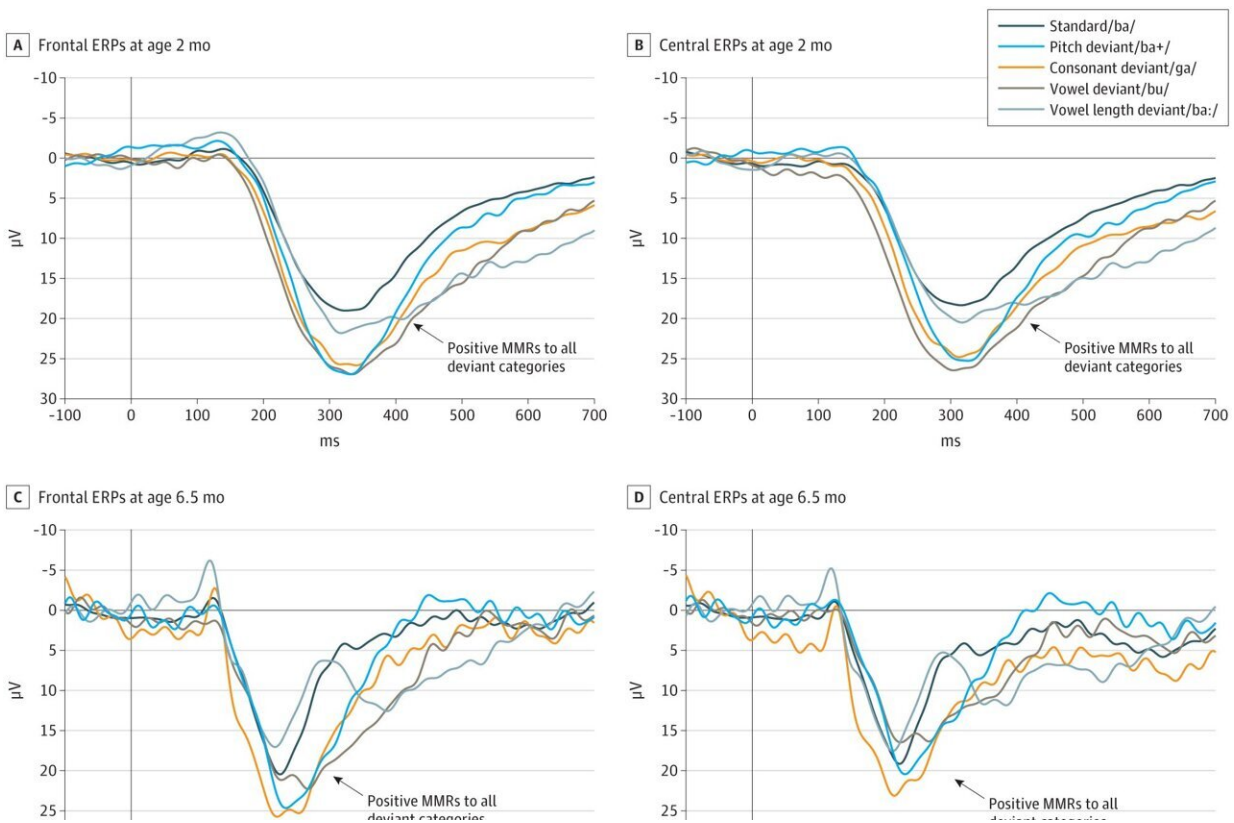 A Frontal ERPs at age 2 mo
-10
-5
0
5
10
15
20
25
30
µV
-100 0 100 200 300 400 500 600 700
ms
Positive MMRs to all
deviant categories
B Central ERPs at age 2 mo
-10
-5
0
5
10
15
20
25
30
µV
-100 0 100 200 300 400 500 600 700
ms
Positive MMRs to all
deviant categories
Standard/ba/
Pitch deviant/ba+/
Consonant deviant/ga/
Vowel deviant/bu/
Vowel length deviant/ba:/
C Frontal ERPs at age 6.5 mo
-10
-5
0
5
10
15
20
25
µV
Positive MMRs to all
deviant categories
D Central ERPs at age 6.5 mo
-10
-5
0
5
10
15
20
25
µV
Positive MMRs to all
deviant categories